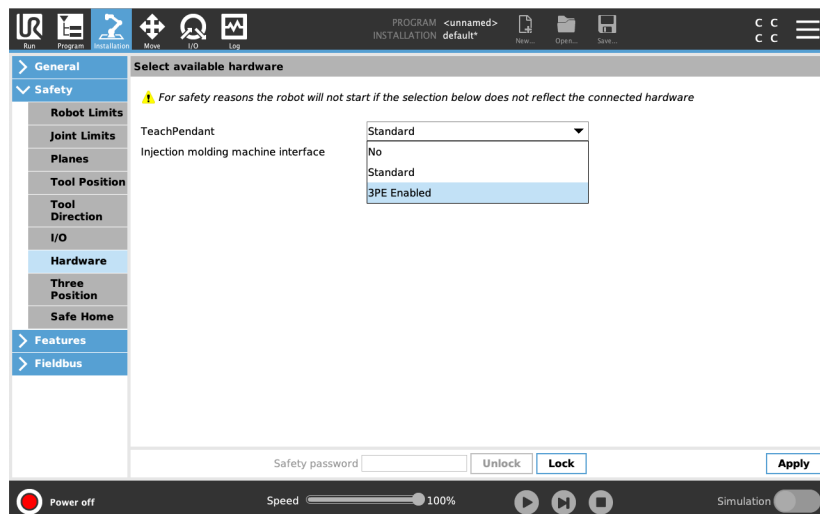 PROGRAM <unnamed>
INSTALLATION default*
C C
C C
Run Program Installation Move I/O Log New... Open... Save...
General
Safety
Robot Limits
Joint Limits
Planes
Tool Position
Tool
Direction
I/O
Hardware
Three
Position
Safe Home
Features
Fieldbus
Select available hardware
For safety reasons the robot will not start if the selection below does not reflect the connected hardware
TeachPendant Standard
Injection molding machine interface
No
Standard
3PE Enabled
Safety password Unlock Lock Apply
Power off Speed 100% Simulation